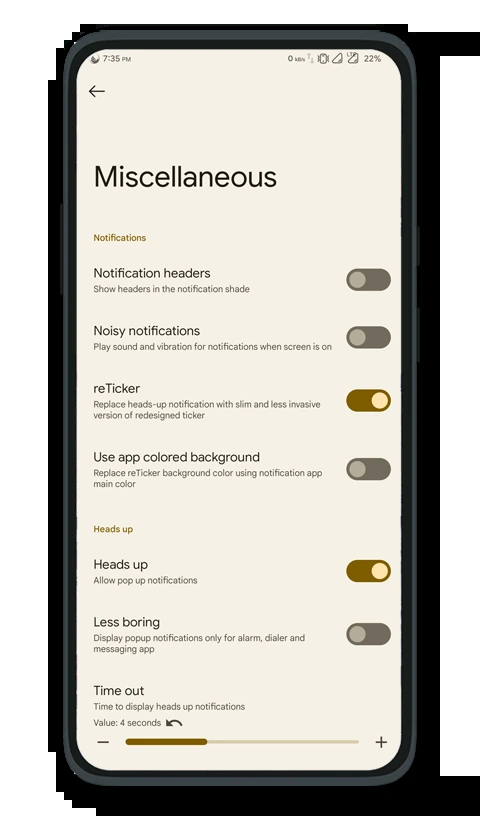 7:35 PM
0 kB/s
LTE
22%
Miscellaneous
Notifications
Notification headers
Show headers in the notification shade
Noisy notifications
Play sound and vibration for notifications when screen is on
reTicker
Replace heads-up notification with slim and less invasive
version of redesigned ticker
Use app colored background
Replace reTicker background color using notification app
main color
Heads up
Heads up
Allow pop up notifications
Less boring
Display popup notifications only for alarm, dialer and
messaging app
Time out
Time to display heads up notifications
Value: 4 seconds